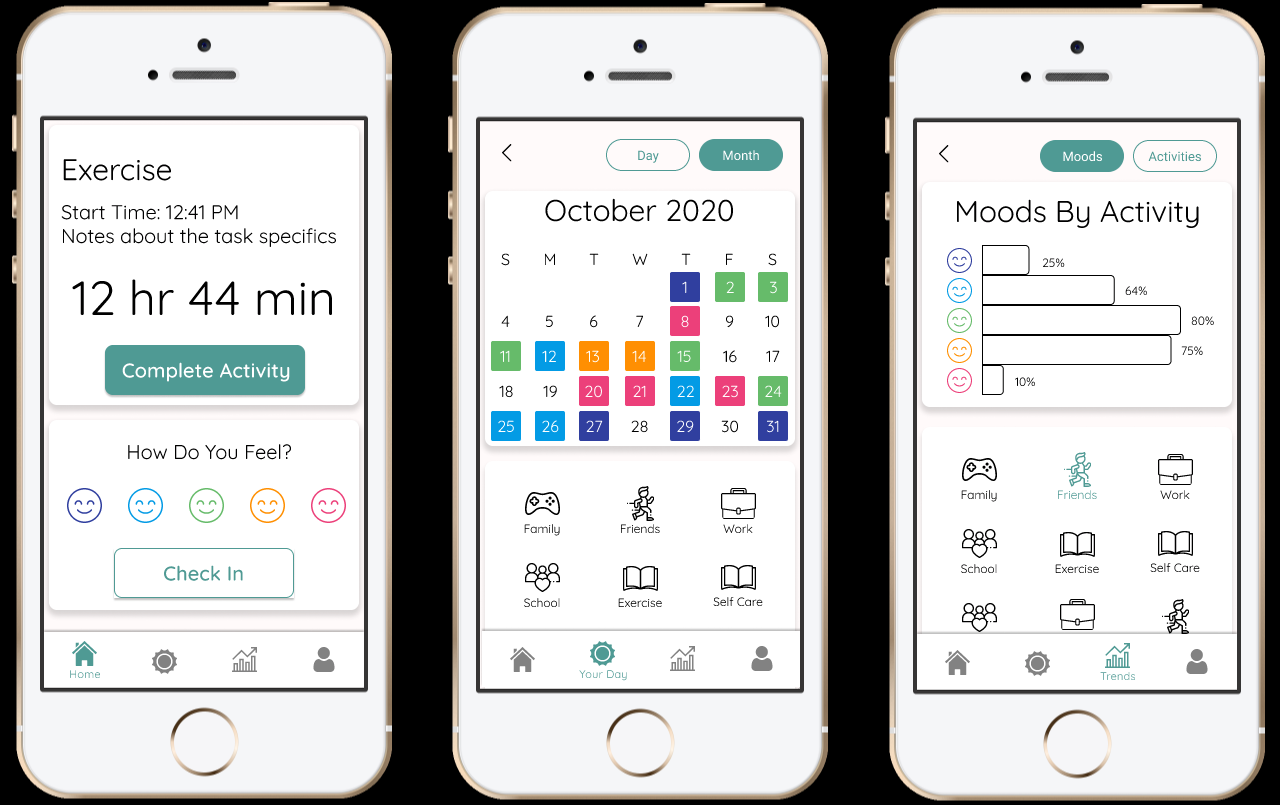 Exercise
Start Time: 12:41 PM
Notes about the task specifics
12 hr 44 min
Complete Activity
How Do You Feel?
Check In
Home
Day
Month
October 2020
S M T W T F S
1 2 3
4 5 6 7 8 9 10
11 12 13 14 15 16 17
18 19 20 21 22 23 24
25 26 27 28 29 30 31
Family Friends Work
School Exercise Self Care
Your Day
Moods
Activities
Moods By Activity
25%
64%
80%
75%
10%
Family Friends Work
School Exercise Self Care
Trends